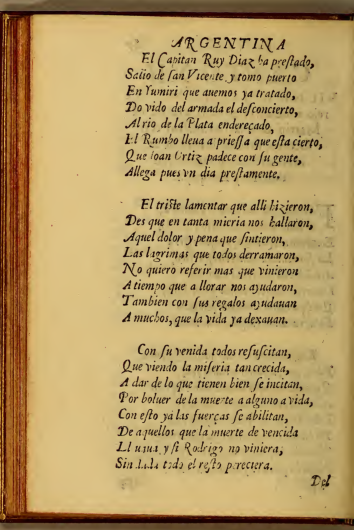 ARGENTINA
El Capitan Ruy Diaz ha prestado,
Salio de san Vicente, y tomo puerto
En Yumiri que auemos ya tratado,
Do vido del armada el desconcierto,
Al rio de la Plata endereçado,
El Rumbo lleua a priessa que esta cierto,
Que Ioan Ortiz padece con su gente,
Allega pues vn dia prestamente.

El triste lamentar que alli hizieron,
Des que en tanta micria nos hallaron,
Aquel dolor y pena que sintieron,
Las lagrimas que todos derramaron,
No quiero referir mas que vinieron
A tiempo que a llorar nos ayudaron,
Tambien con sus regalos ayudauan
A muchos, que la vida ya dexauan.

Con su venida todos resuscitan,
Que viendo la miseria tan crecida,
A dar de lo que tienen bien se incitan,
Por boluer de la muerte a alguno a vida,
Con esto ya las fuerças se abilitan,
De aquellos que la muerte de vencida
Lleuaua, y si Rodrigo no viniera,
Sin duda todo el resto pereciera.
Del